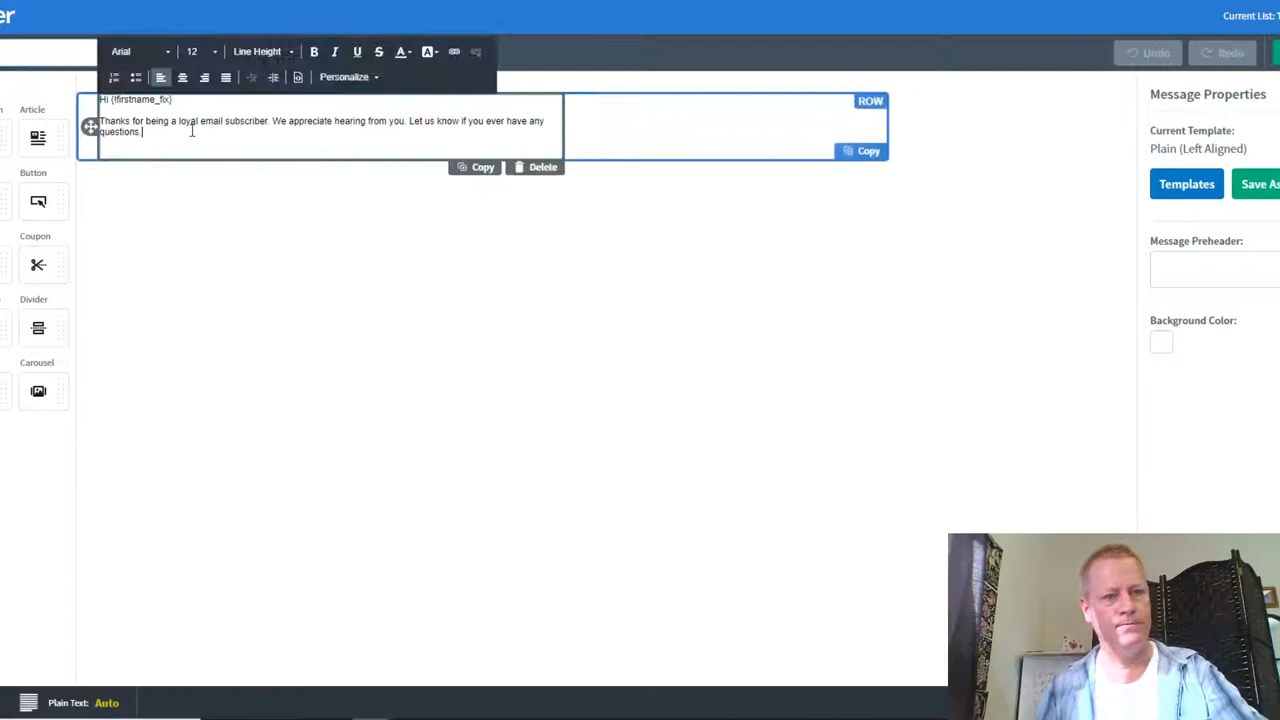 er
Current List: T
Arial
12
Line Height
B I U S A A
Undo
Redo
Personalize
Hi {!firstname_fix}
Thanks for being a loyal email subscriber. We appreciate hearing from you. Let us know if you ever have any
questions.
ROW
Copy
Copy
Delete
n
Article
Button
Coupon
Divider
Carousel
Message Properties
Current Template:
Plain (Left Aligned)
Templates
Save As
Message Preheader:
Background Color:
Plain Text: Auto